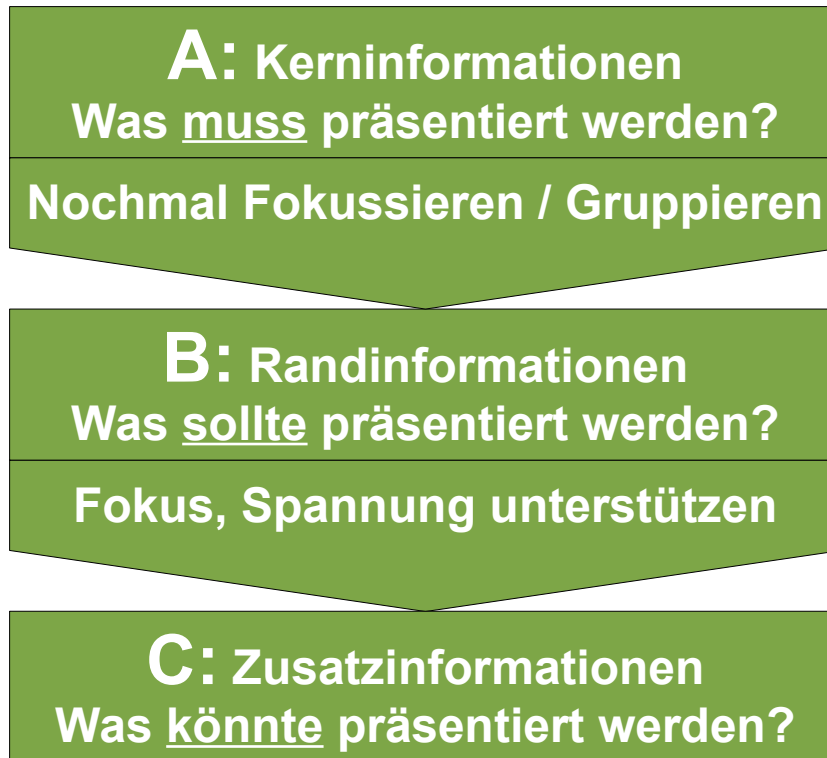 A: Kerninformationen
Was muss präsentiert werden?
Nochmal Fokussieren / Gruppieren
B: Randinformationen
Was sollte präsentiert werden?
Fokus, Spannung unterstützen
C: Zusatzinformationen
Was könnte präsentiert werden?